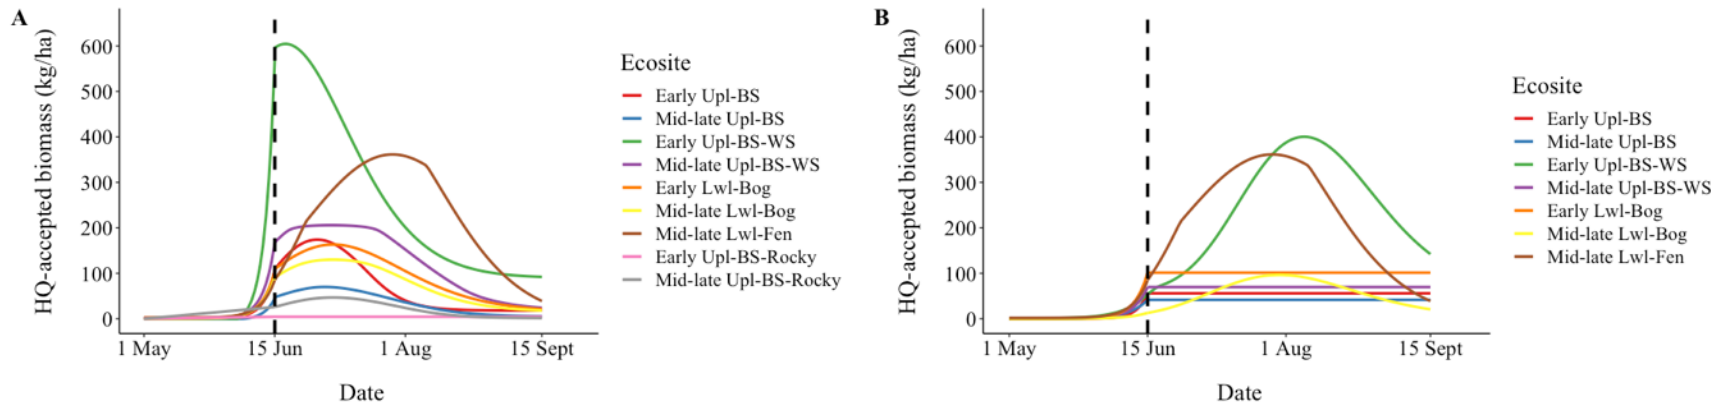 A
HQ-accepted biomass (kg/ha)
600
500
400
300
200
100
0
1 May
15 Jun
1 Aug
15 Sept
Date
Ecosite
Early Upl-BS
Mid-late Upl-BS
Early Upl-BS-WS
Mid-late Upl-BS-WS
Early Lwl-Bog
Mid-late Lwl-Bog
Mid-late Lwl-Fen
Early Upl-BS-Rocky
Mid-late Upl-BS-Rocky
B
HQ-accepted biomass (kg/ha)
600
500
400
300
200
100
0
1 May
15 Jun
1 Aug
15 Sept
Date
Ecosite
Early Upl-BS
Mid-late Upl-BS
Early Upl-BS-WS
Mid-late Upl-BS-WS
Early Lwl-Bog
Mid-late Lwl-Bog
Mid-late Lwl-Fen